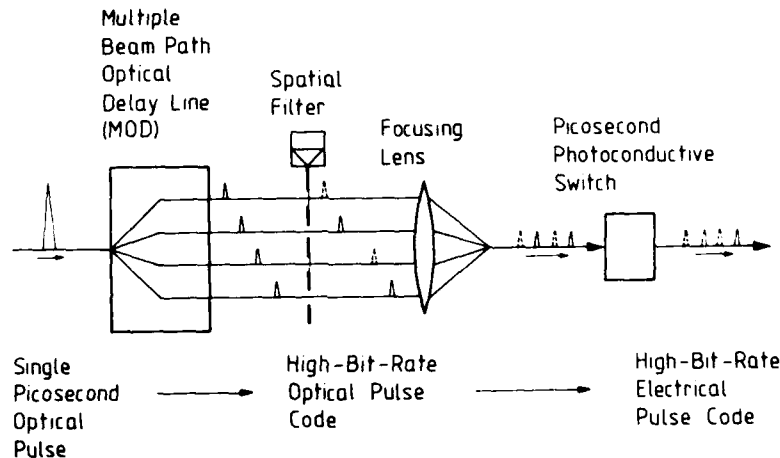 Multiple
Beam Path
Optical
Delay Line
(MOD)
Spatial
Filter
Focusing
Lens
Picosecond
Photoconductive
Switch
Single
Picosecond
Optical
Pulse
High-Bit-Rate
Optical Pulse
Code
High-Bit-Rate
Electrical
Pulse Code